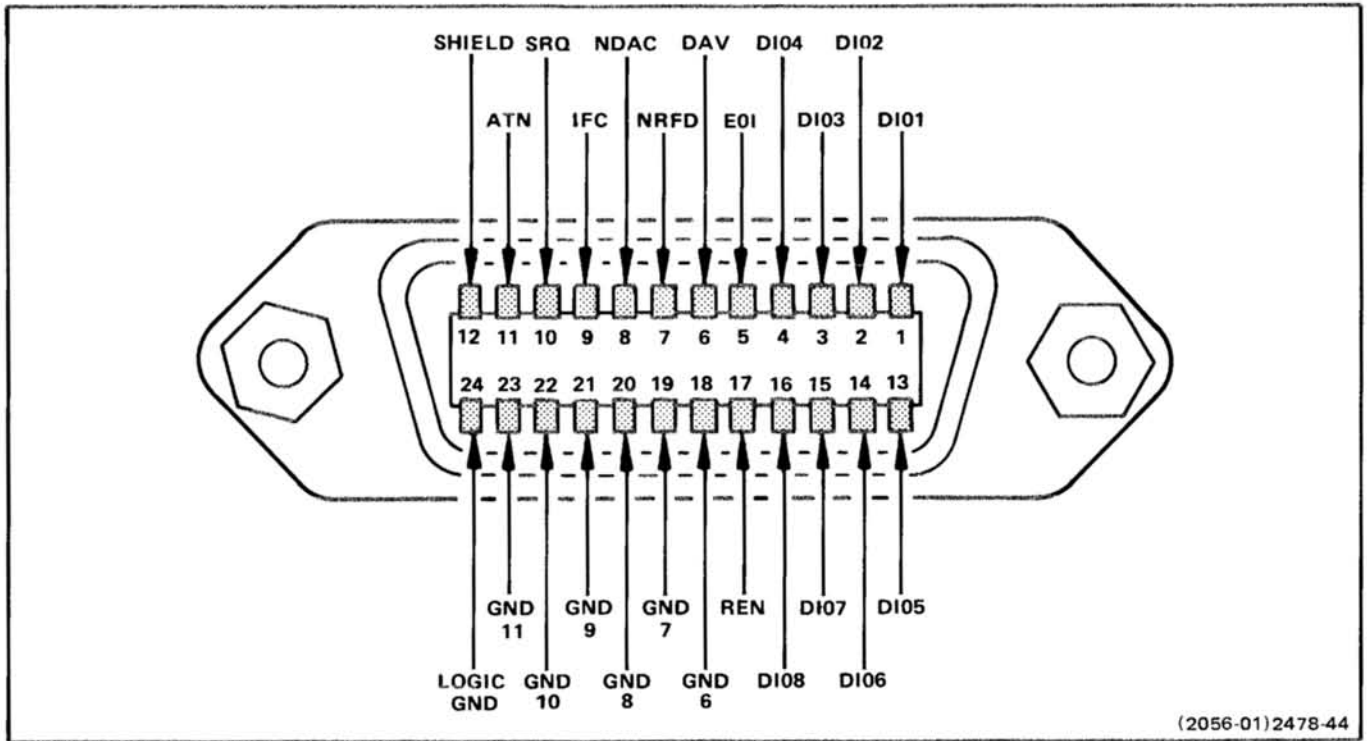 SHIELD SRQ NDAC DAV DI04 DI02
ATN IFC NRFD E0I DI03 DI01
12 11 10 9 8 7 6 5 4 3 2 1
24 23 22 21 20 19 18 17 16 15 14 13
GND 11 GND 9 GND 7 REN DI07 DI05
LOGIC GND GND 10 GND 8 GND 6 DI08 DI06
(2056-01)2478-44